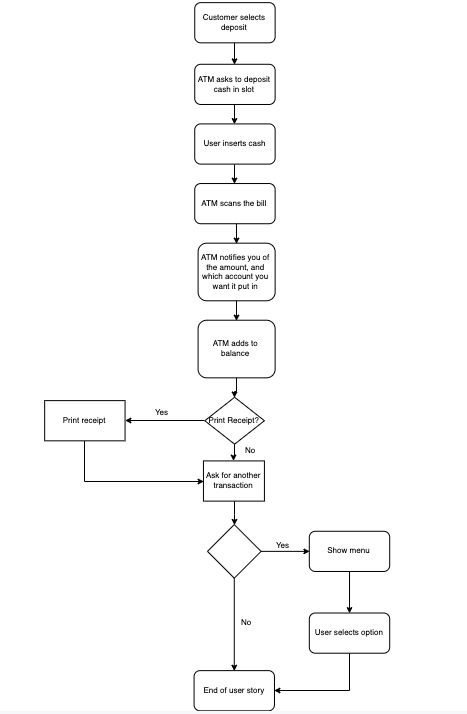 Customer selects
deposit
ATM asks to deposit
cash in slot
User inserts cash
ATM scans the bill
ATM notifies you of
the amount, and
which account you
want it put in
ATM adds to
balance
Print Receipt?
Yes
Print receipt
No
Ask for another
transaction
Yes
Show menu
User selects option
No
End of user story